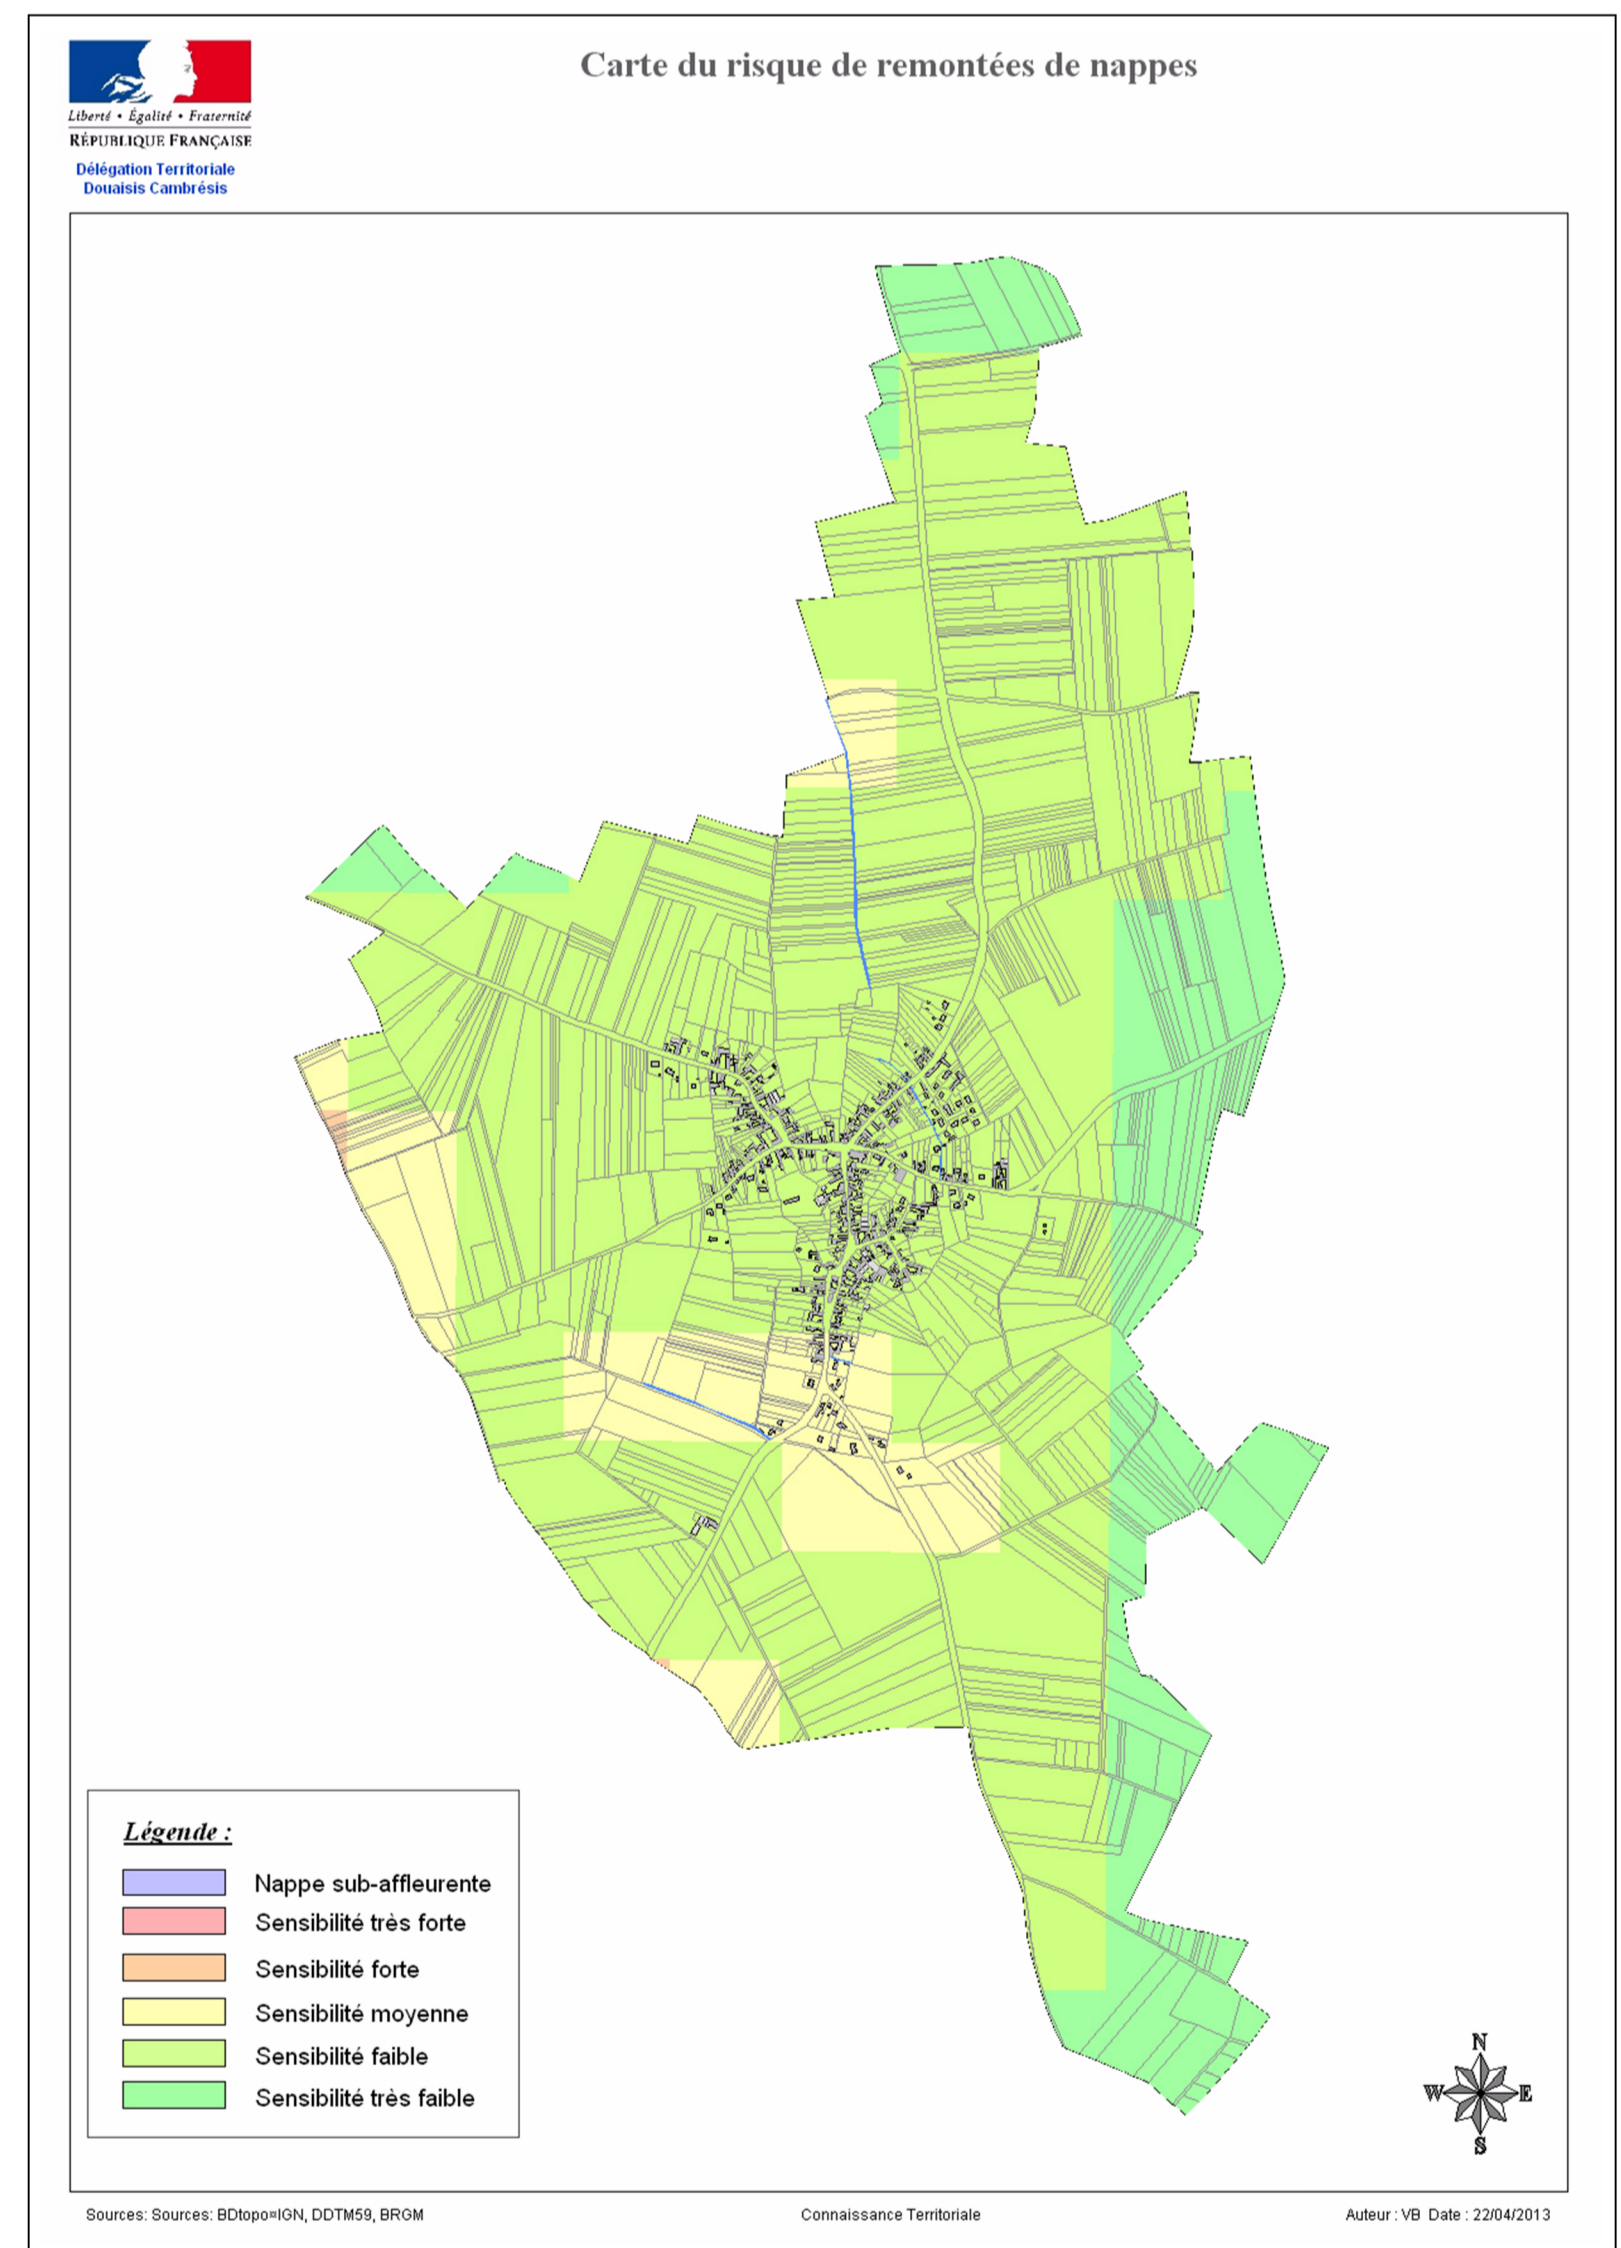 Carte du risque de remontées de nappes
Liberté • Égalité • Fraternité
RÉPUBLIQUE FRANÇAISE
Délégation Territoriale
Douaisis Cambrésis
Légende :
Nappe sub-affleurente
Sensibilité très forte
Sensibilité forte
Sensibilité moyenne
Sensibilité faible
Sensibilité très faible
N
W E
S
Sources: Sources: BDtopo¤IGN, DDTM59, BRGM
Connaissance Territoriale
Auteur : VB Date : 22/04/2013